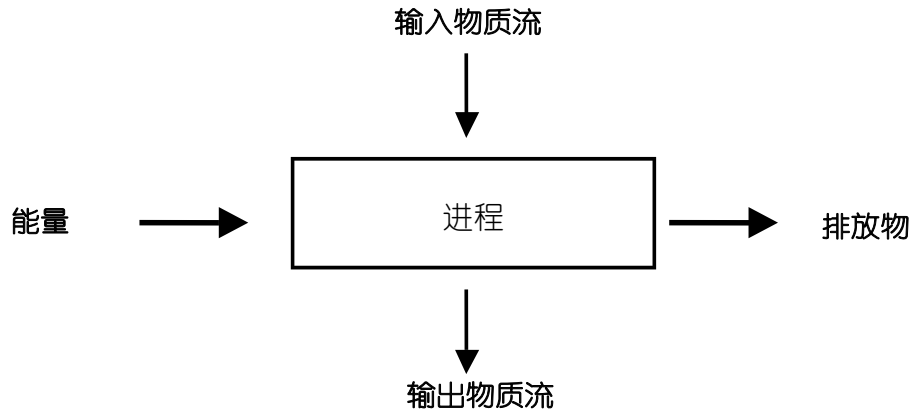 输入物质流
能量
进程
排放物
输出物质流